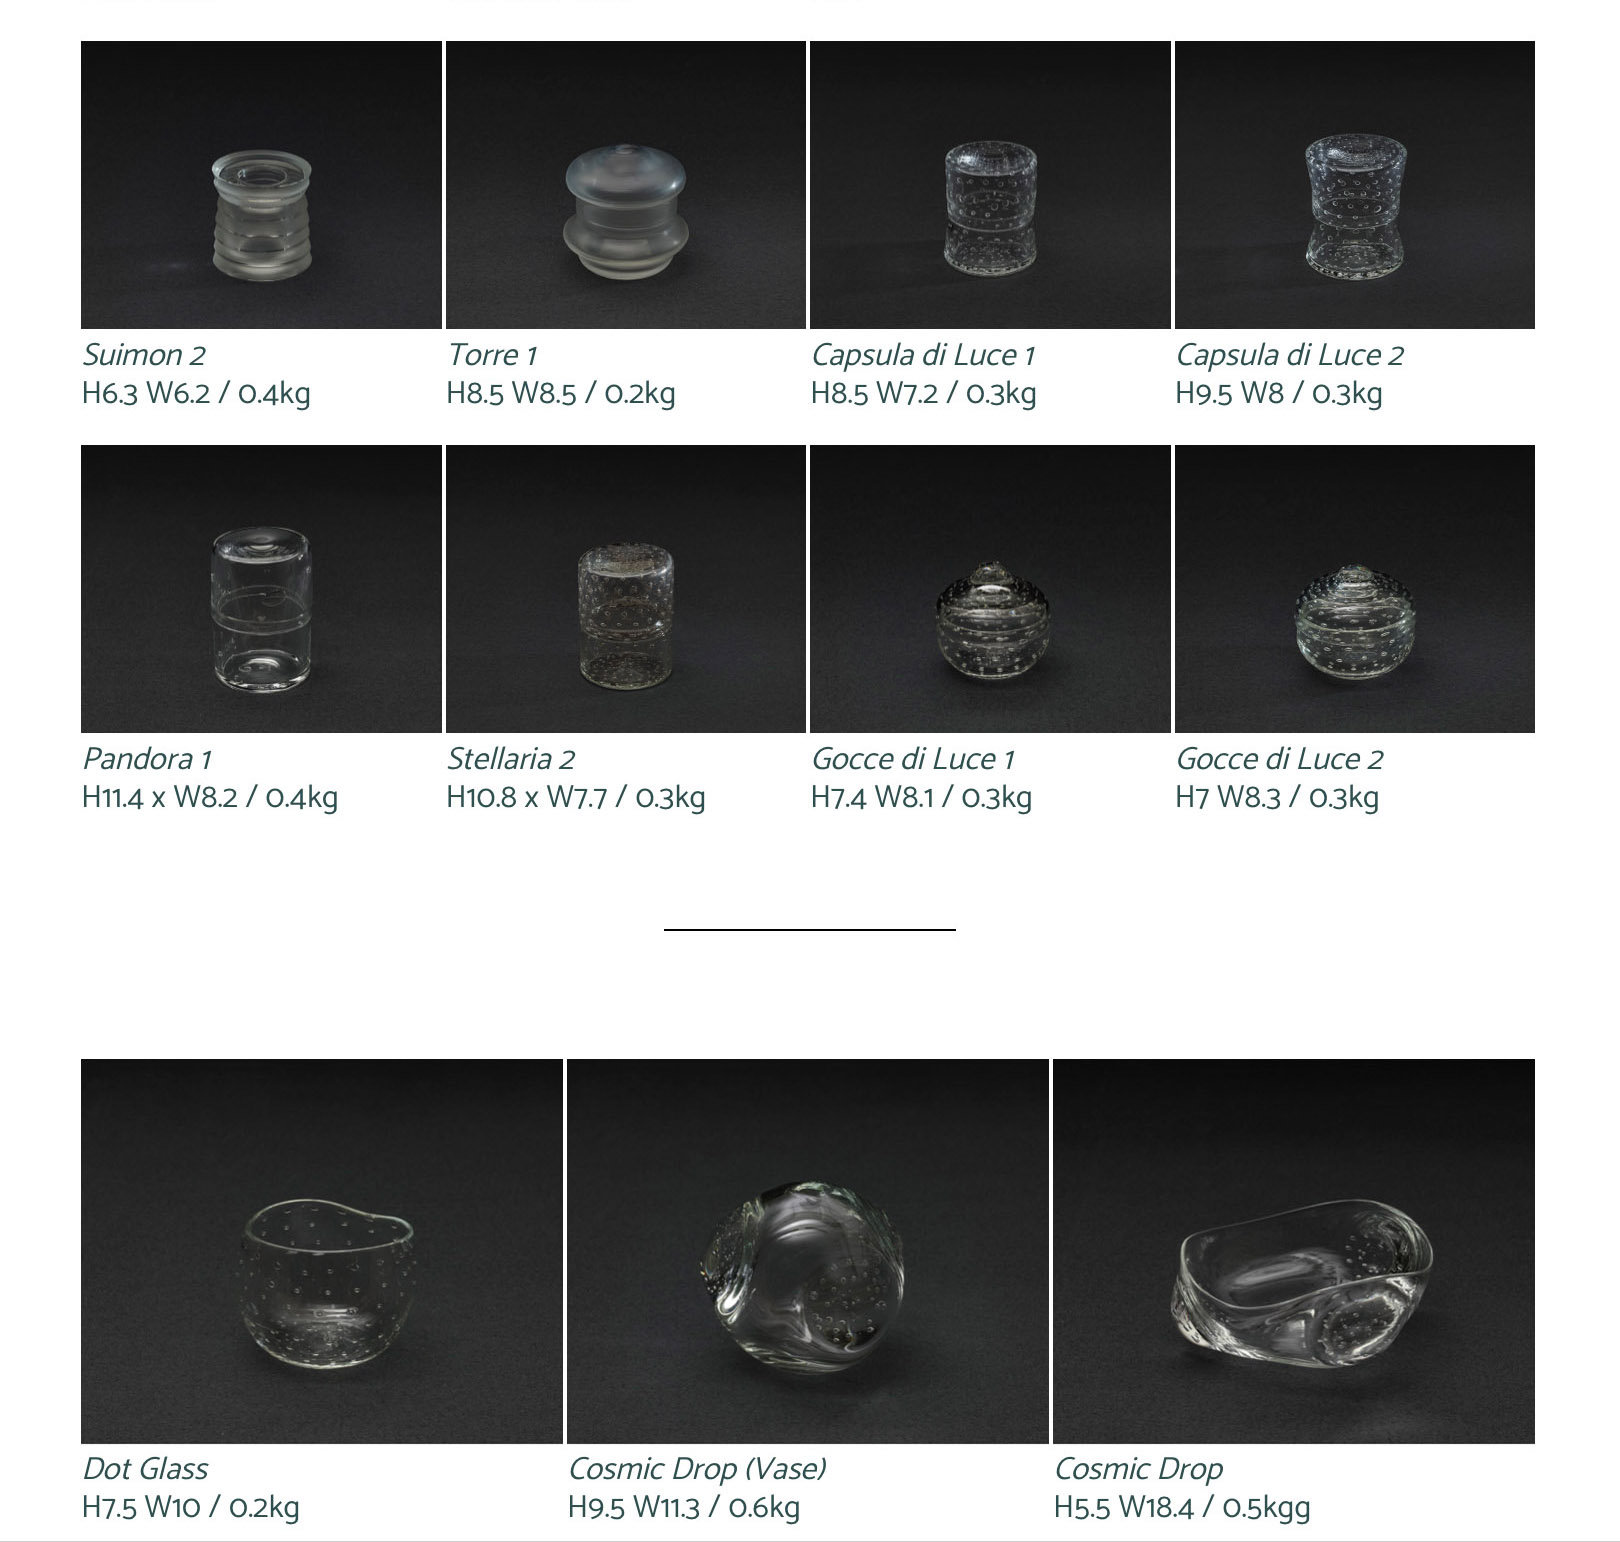 Suimon 2
H6.3 W6.2 / 0.4kg
Torre 1
H8.5 W8.5 / 0.2kg
Capsula di Luce 1
H8.5 W7.2 / 0.3kg
Capsula di Luce 2
H9.5 W8 / 0.3kg
Pandora 1
H11.4 x W8.2 / 0.4kg
Stellaria 2
H10.8 x W7.7 / 0.3kg
Gocce di Luce 1
H7.4 W8.1 / 0.3kg
Gocce di Luce 2
H7 W8.3 / 0.3kg
Dot Glass
H7.5 W10 / 0.2kg
Cosmic Drop (Vase)
H9.5 W11.3 / 0.6kg
Cosmic Drop
H5.5 W18.4 / 0.5kgg